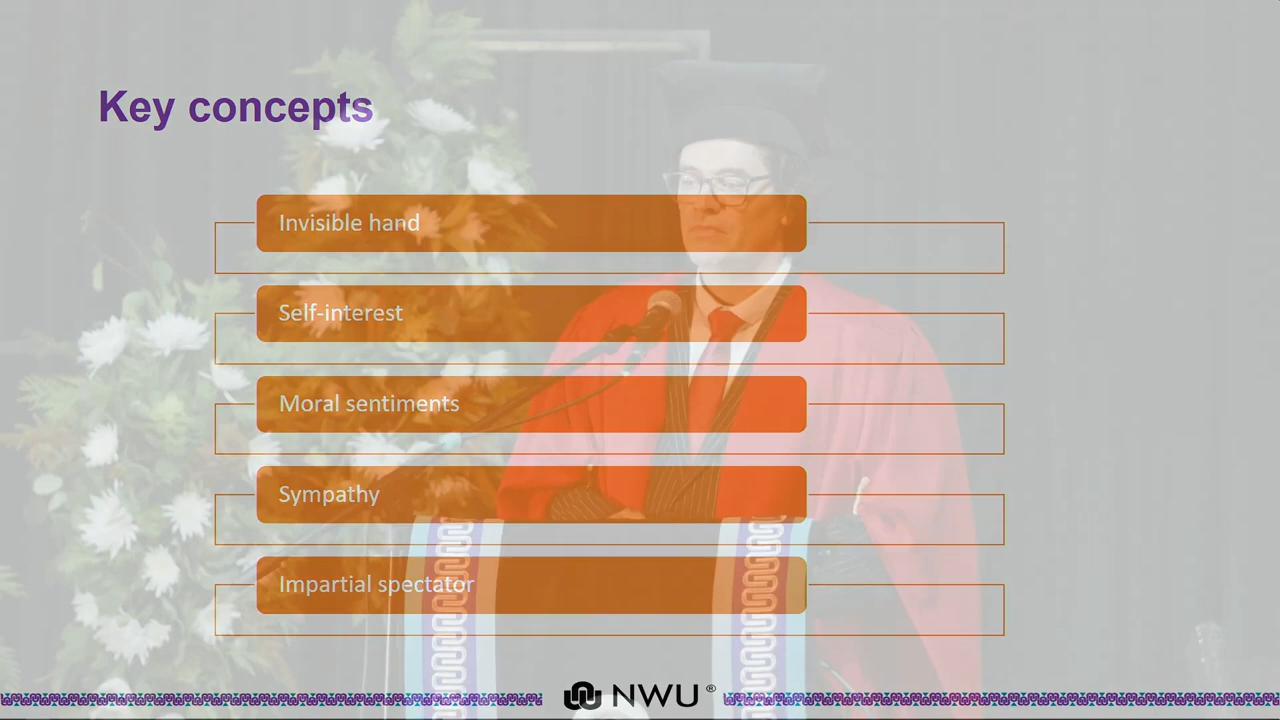 Key concepts
Invisible hand
Self-interest
Moral sentiments
Sympathy
Impartial spectator
NWU®